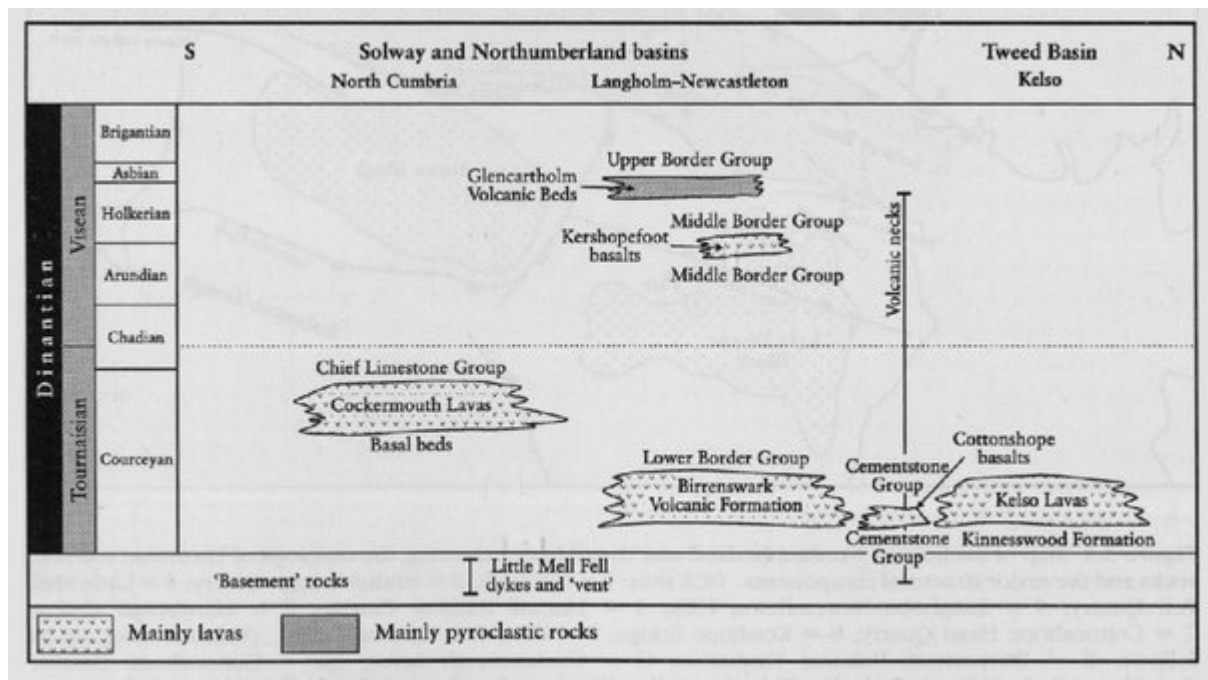 S
Solway and Northumberland basins
Tweed Basin
N
North Cumbria
Langholm–Newcastleton
Kelso
Dinantian
Visean
Tournaisian
Brigantian
Asbian
Holkerian
Arundian
Chadian
Courceyan
Upper Border Group
Glencartholm
Volcanic Beds
Middle Border Group
Kershopefoot
basalts
Middle Border Group
Volcanic necks
Chief Limestone Group
Cockermouth Lavas
Basal beds
Lower Border Group
Birrenswark
Volcanic Formation
Cementstone
Group
Cottonshope
basalts
Kelso Lavas
Cementstone
Group
Kinnesswood Formation
'Basement' rocks
Little Mell Fell
dykes and 'vent'
Mainly lavas
Mainly pyroclastic rocks